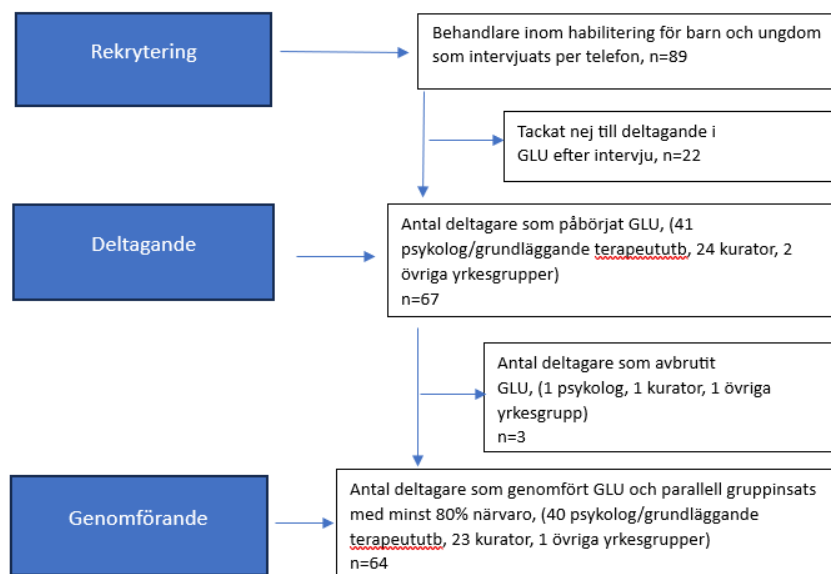 Rekrytering
Behandlare inom habilitering för barn och ungdom
som intervjuats per telefon, n=89
Tackat nej till deltagande i
GLU efter intervju, n=22
Deltagande
Antal deltagare som påbörjat GLU, (41
psykolog/grundläggande terapeututb, 24 kurator, 2
övriga yrkesgrupper)
n=67
Antal deltagare som avbrutit
GLU, (1 psykolog, 1 kurator, 1 övriga
yrkesgrupp)
n=3
Genomförande
Antal deltagare som genomfört GLU och parallell gruppinsats
med minst 80% närvaro, (40 psykolog/grundläggande
terapeututb, 23 kurator, 1 övriga yrkesgrupper)
n=64